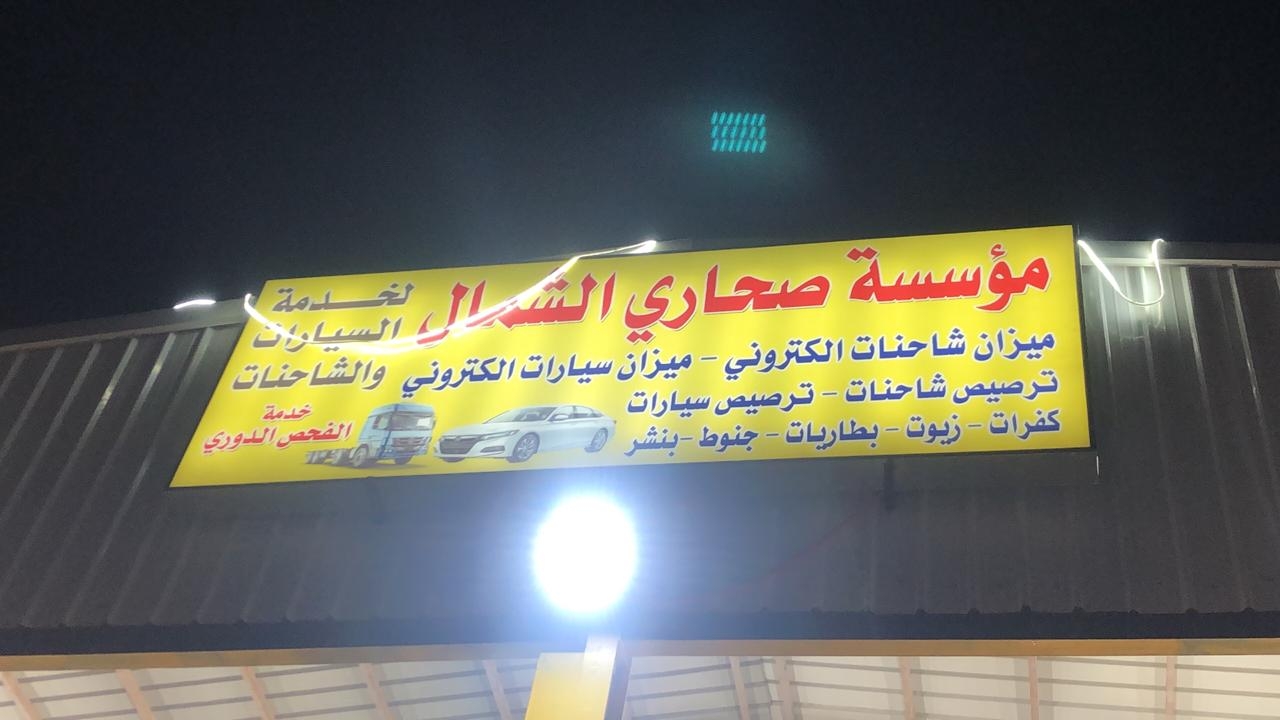 مؤسسة صحاري الشمال
لخدمة
السيارات
والشاحنات
ميزان شاحنات الكتروني - ميزان سيارات الكتروني
ترصيص شاحنات - ترصيص سيارات
كفرات - زيوت - بطاريات - جنوط - بنشر
خدمة
الفحص الدوري